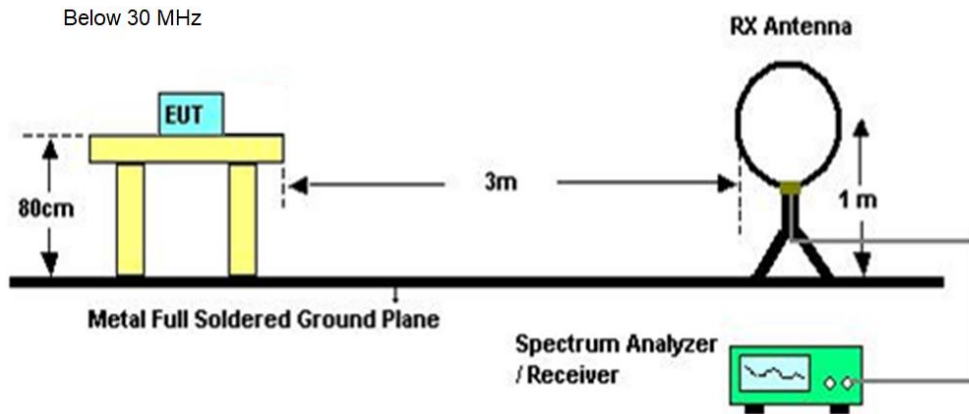 Below 30 MHz
RX Antenna
EUT
80cm
3m
1 m
Metal Full Soldered Ground Plane
Spectrum Analyzer
/ Receiver